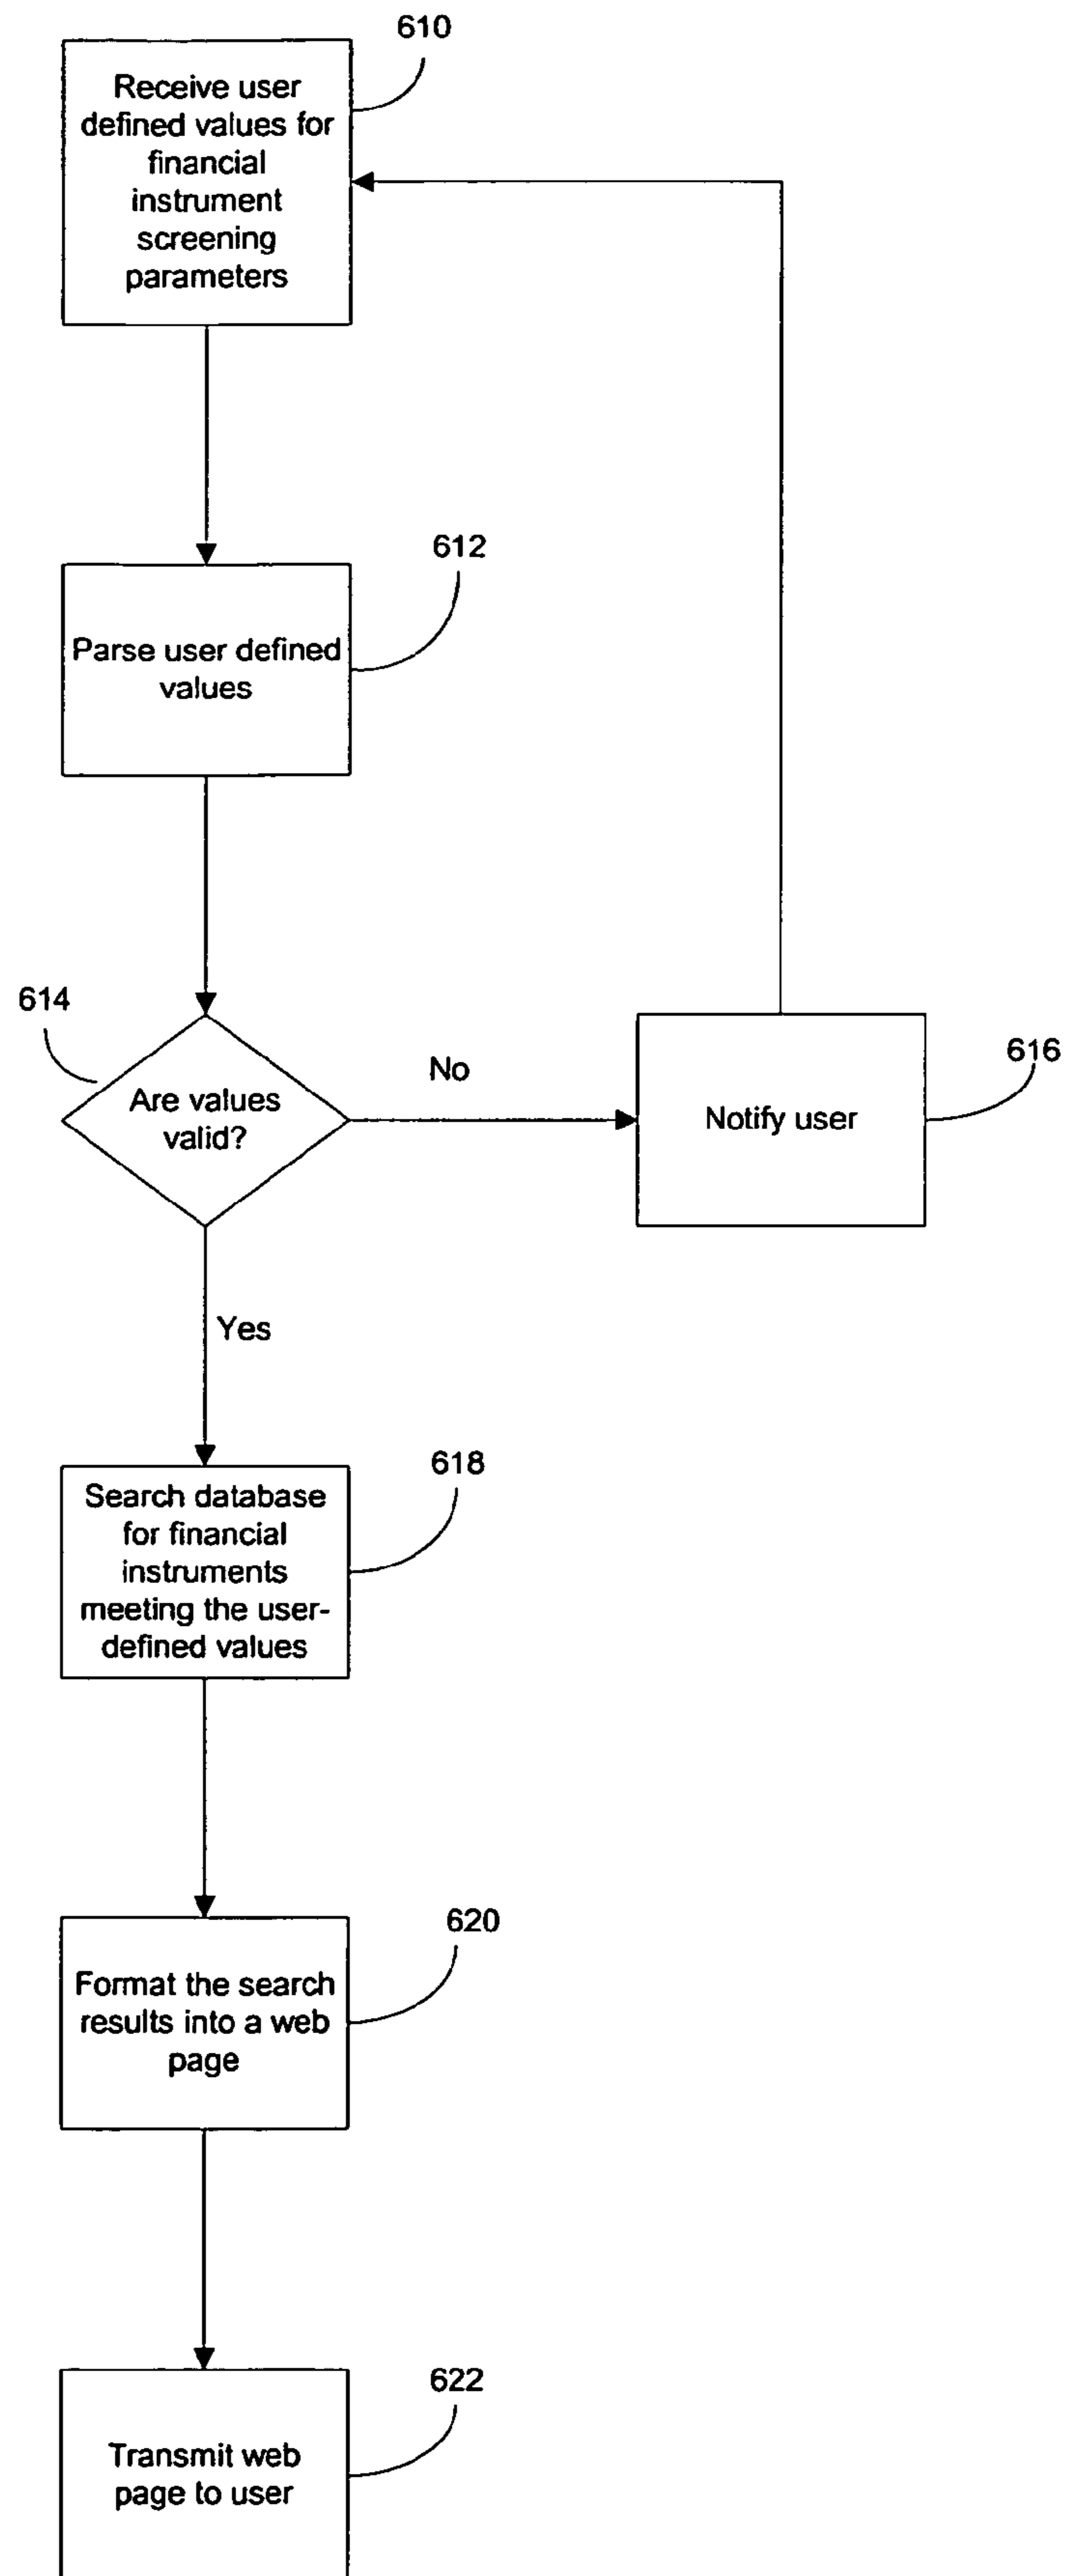 610
Receive user
defined values for
financial
instrument
screening
parameters
612
Parse user defined
values
614
Are values
valid?
No
616
Notify user
Yes
618
Search database
for financial
instruments
meeting the user-
defined values
620
Format the search
results into a web
page
622
Transmit web
page to user